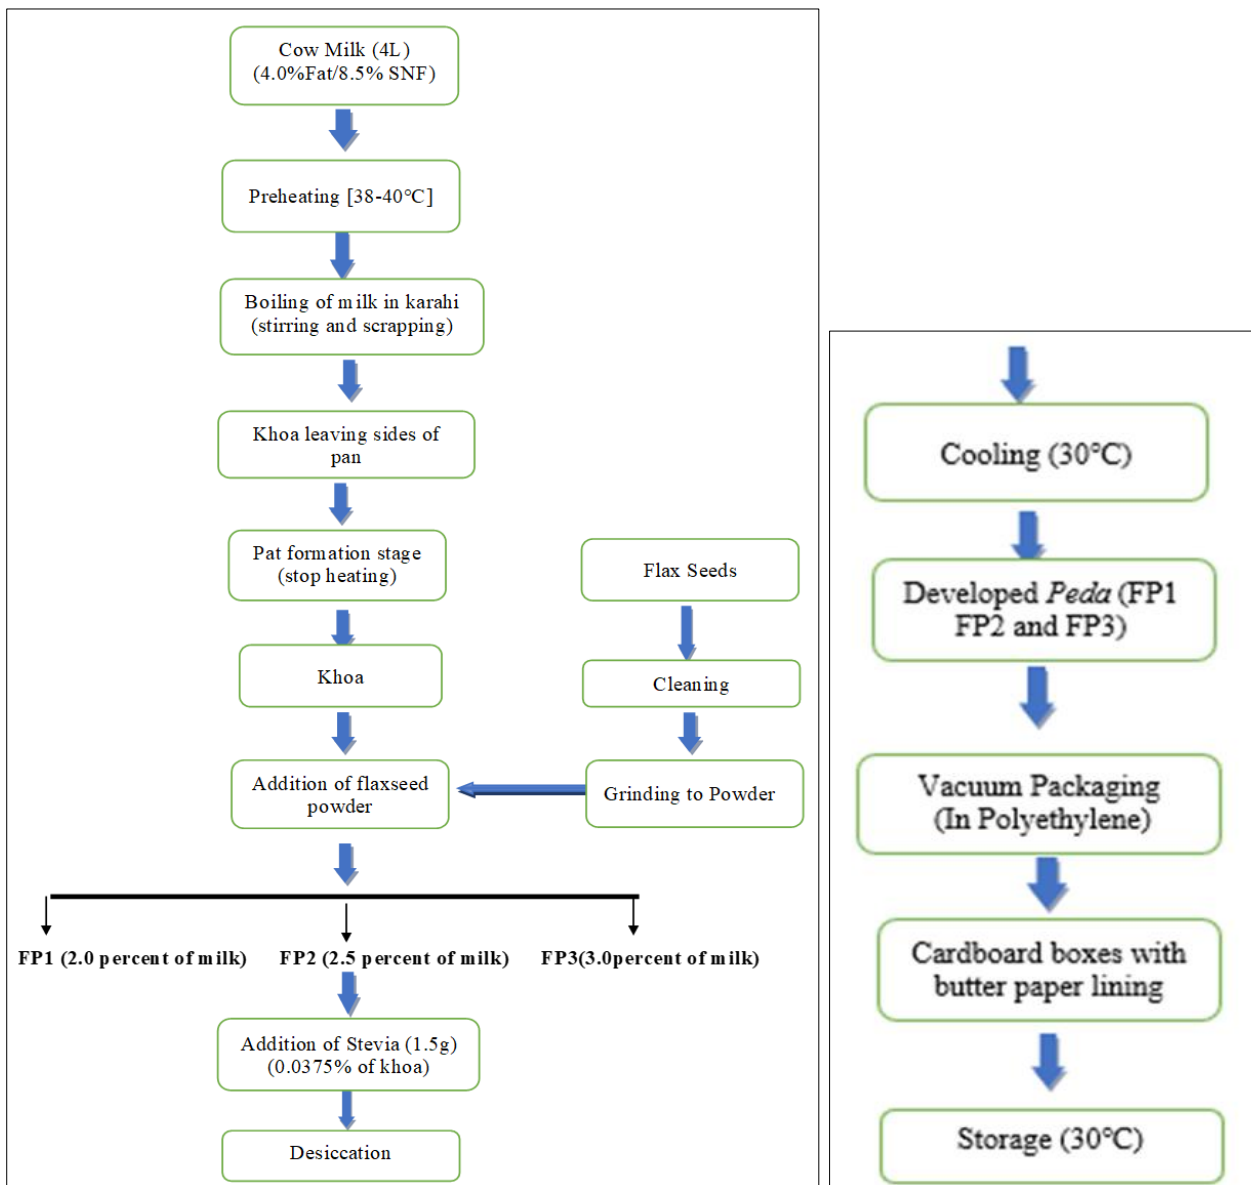 Cow Milk (4L)
(4.0%Fat/8.5% SNF)
Preheating [38-40°C]
Boiling of milk in karahi
(stirring and scrapping)
Khoa leaving sides of
pan
Pat formation stage
(stop heating)
Khoa
Flax Seeds
Cleaning
Grinding to Powder
Addition of flaxseed
powder
FP1 (2.0 percent of milk)
FP2 (2.5 percent of milk)
FP3(3.0percent of milk)
Addition of Stevia (1.5g)
(0.0375% of khoa)
Desiccation
Cooling (30°C)
Developed Peda (FP1
FP2 and FP3)
Vacuum Packaging
(In Polyethylene)
Cardboard boxes with
butter paper lining
Storage (30°C)